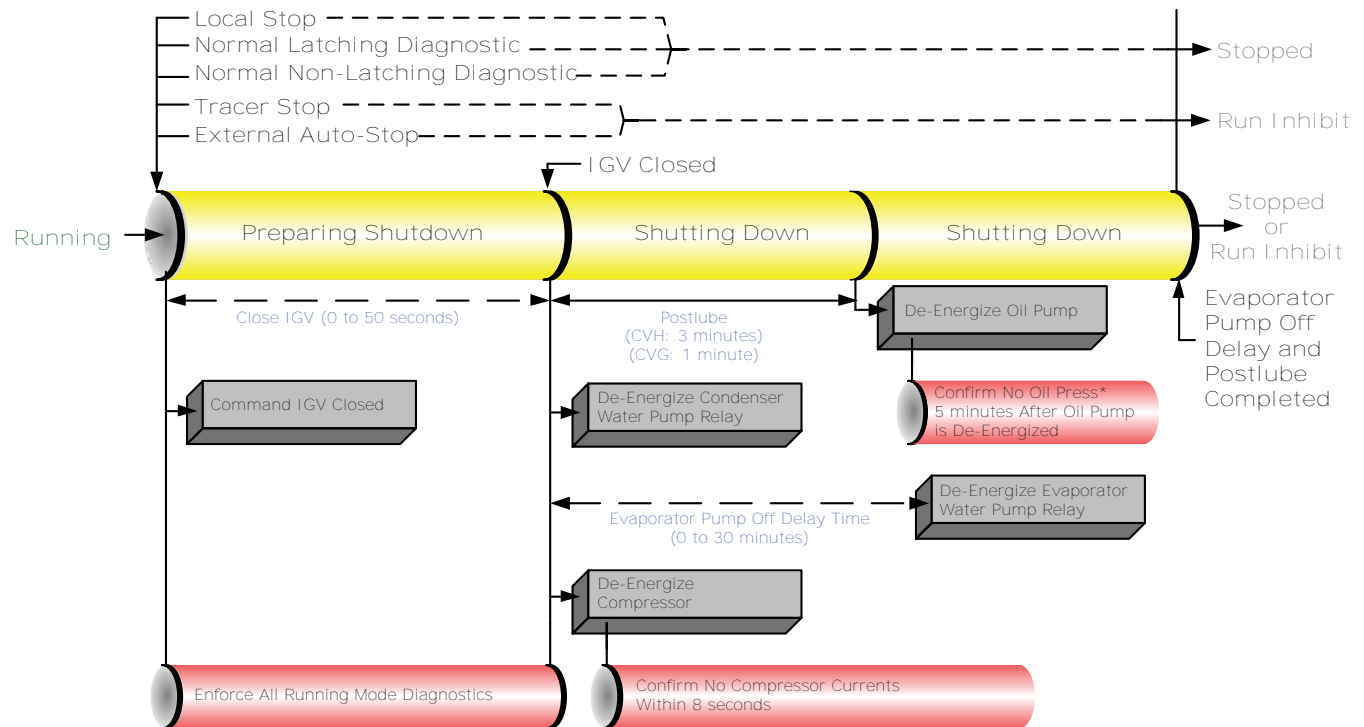 Local Stop
Normal Latching Diagnostic
Normal Non-Latching Diagnostic
Stopped
Tracer Stop
External Auto-Stop
Run Inhibit
IGV Closed
Running
Preparing Shutdown
Shutting Down
Shutting Down
Stopped
or
Run Inhibit
Close IGV (0 to 50 seconds)
Postlube
(CVH: 3 minutes)
(CVG: 1 minute)
De-Energize Oil Pump
Evaporator
Pump Off
Delay and
Postlube
Completed
Command IGV Closed
De-Energize Condenser
Water Pump Relay
Confirm No Oil Press*
5 minutes After Oil Pump
is De-Energized
Evaporator Pump Off Delay Time
(0 to 30 minutes)
De-Energize Evaporator
Water Pump Relay
De-Energize
Compressor
Enforce All Running Mode Diagnostics
Confirm No Compressor Currents
Within 8 seconds